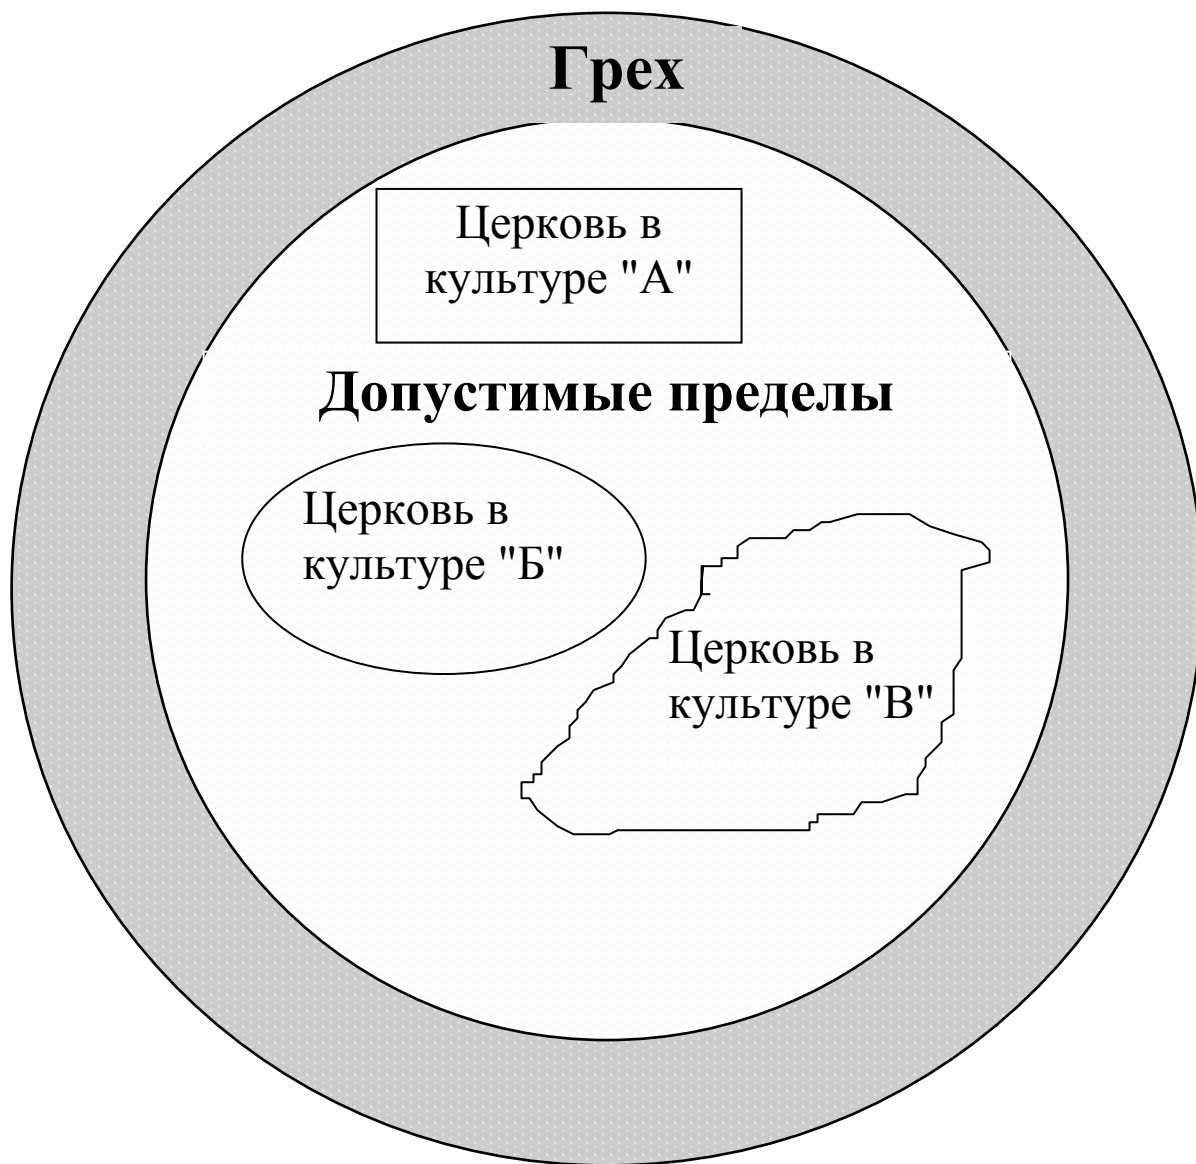 Грех
Церковь в
культуре "А"
Допустимые пределы
Церковь в
культуре "Б"
Церковь в
культуре "В"